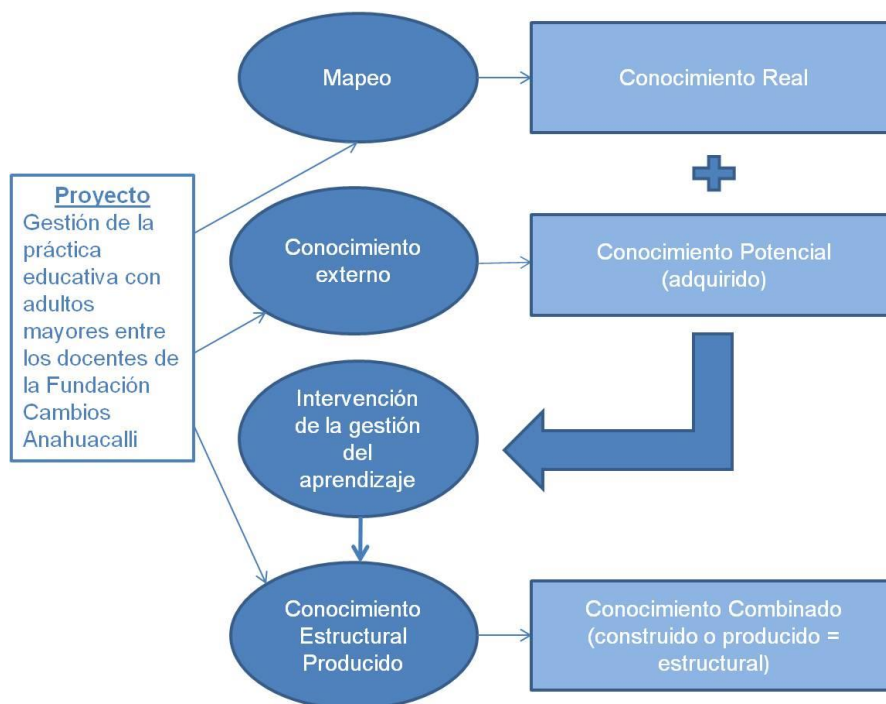 Mapeo
Conocimiento Real
Proyecto
Gestión de la
práctica
educativa con
adultos
mayores entre
los docentes de
la Fundación
Cambios
Anahuacalli
Conocimiento
externo
Conocimiento Potencial
(adquirido)
Intervención
de la gestión
del
aprendizaje
Conocimiento
Estructural
Producido
Conocimiento Combinado
(construido o producido =
estructural)